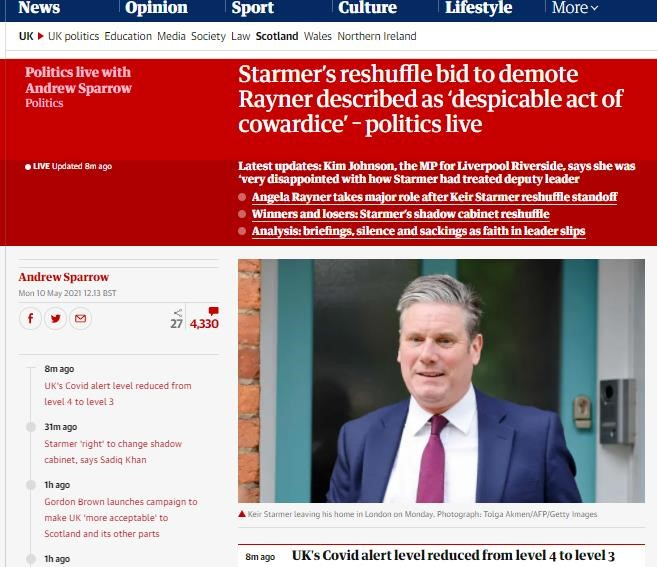 News Opinion Sport Culture Lifestyle More
UK UK politics Education Media Society Law Scotland Wales Northern Ireland
Politics live with
Andrew Sparrow
Politics
Starmer's reshuffle bid to demote
Rayner described as 'despicable act of
cowardice' – politics live
LIVE Updated 8m ago
Latest updates: Kim Johnson, the MP for Liverpool Riverside, says she was
'very disappointed with how Starmer had treated deputy leader
Angela Rayner takes major role after Keir Starmer reshuffle standoff
Winners and losers: Starmer's shadow cabinet reshuffle
Analysis: briefings, silence and sackings as faith in leader slips
Andrew Sparrow
Mon 10 May 2021 12.13 BST
27 4,330
8m ago
UK's Covid alert level reduced from
level 4 to level 3
31m ago
Starmer 'right' to change shadow
cabinet, says Sadiq Khan
1h ago
Gordon Brown launches campaign to
make UK 'more acceptable' to
Scotland and its other parts
1h ago
Keir Starmer leaving his home in London on Monday. Photograph: Tolga Akmen/AFP/Getty Images
8m ago UK's Covid alert level reduced from level 4 to level 3